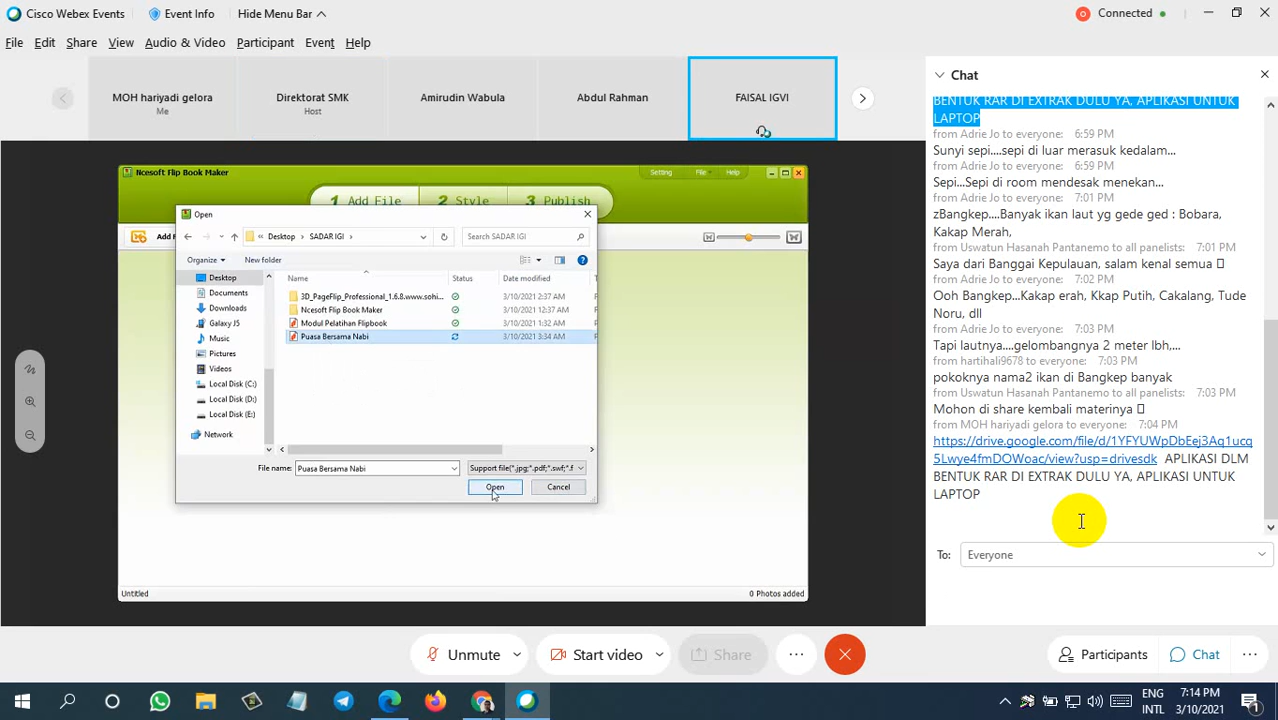 Cisco Webex Events
Event Info
Hide Menu Bar
Connected
File
Edit
Share
View
Audio & Video
Participant
Event
Help
MOH hariyadi gelora
Me
Direktorat SMK
Host
Amirudin Wabula
Abdul Rahman
FAISAL IGVI
Ncesoft Flip Book Maker
Setting
File
Help
1 Add File
2 Style
3 Publish
Open
Desktop
SADAR IGI
Search SADAR IGI
Organize
New folder
Name
Status
Date modified
Desktop
Documents
Downloads
Galaxy J5
Music
Pictures
Videos
Local Disk (C:)
Local Disk (D:)
Local Disk (E:)
Network
3D_PageFlip_Professional_1.6.8.www.sohi...
3/10/2021 2:37 AM
Ncesoft Flip Book Maker
3/10/2021 12:37 AM
Modul Pelatihan Flipbook
3/10/2021 1:32 AM
Puasa Bersama Nabi
3/10/2021 3:34 AM
File name:
Puasa Bersama Nabi
Support file(*.jpg;*.pdf;*.swf;*.f
Open
Cancel
Untitled
0 Photos added
Chat
BENTUK RAR DI EXTRAK DULU YA, APLIKASI UNTUK
LAPTOP
from Adrie Jo to everyone: 6:59 PM
Sunyi sepi....sepi di luar merasuk kedalam...
from Adrie Jo to everyone: 6:59 PM
Sepi...Sepi di room mendesak menekan...
from Adrie Jo to everyone: 7:01 PM
zBangkep....Banyak ikan laut yg gede ged : Bobara,
Kakap Merah,
from Uswatun Hasanah Pantanemo to all panelists: 7:01 PM
Saya dari Banggai Kepulauan, salam kenal semua
from Adrie Jo to everyone: 7:02 PM
Ooh Bangkep...Kakap erah, Kkap Putih, Cakalang, Tude
Noru, dll
from Adrie Jo to everyone: 7:03 PM
Tapi lautnya....gelombangnya 2 meter lbh,...
from hartihali9678 to everyone: 7:03 PM
pokoknya nama2 ikan di Bangkep banyak
from Uswatun Hasanah Pantanemo to all panelists: 7:03 PM
Mohon di share kembali materinya
from MOH hariyadi gelora to everyone: 7:04 PM
https://drive.google.com/file/d/1YFYUWpDbEej3Aq1ucq
5Lwye4fmDOWoac/view?usp=drivesdk APLIKASI DLM
BENTUK RAR DI EXTRAK DULU YA, APLIKASI UNTUK
LAPTOP
To:
Everyone
Unmute
Start video
Share
Participants
Chat
ENG
INTL
7:14 PM
3/10/2021
1